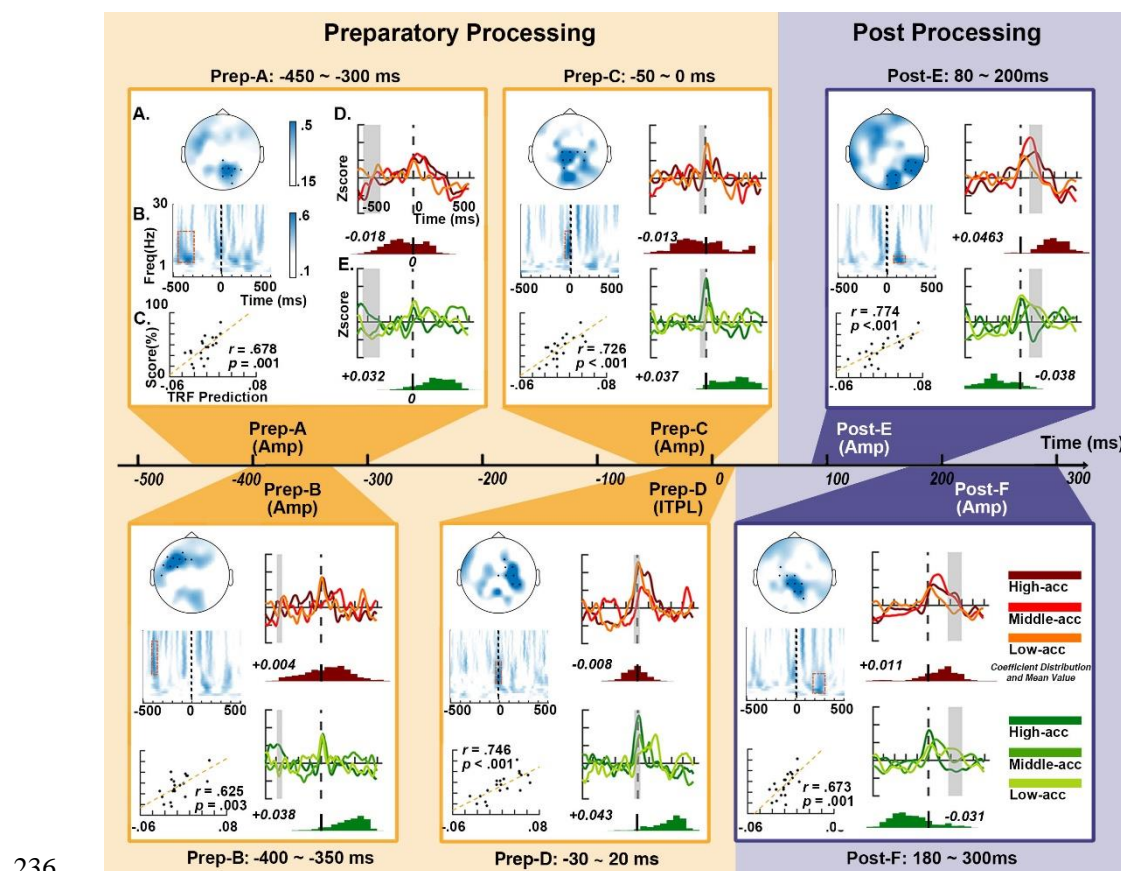 Preparatory Processing
Post Processing
Prep-A: -450 ~ -300 ms
Prep-C: -50 ~ 0 ms
Post-E: 80 ~ 200ms
A.
.5
.15
D.
Zscore
-500
0
500
Time (ms)
B.
30
Freq(Hz)
1
.6
.1
-500
0
500
Time (ms)
-0.018
0
E.
Zscore
C.
100
Score(%)
0
r = .678
p = .001
-.06
.08
TRF Prediction
+0.032
0
-500
0
500
-0.013
r = .726
p < .001
-.06
.08
+0.037
-500
0
500
+0.0463
r = .774
p <.001
-.06
.08
-0.038
Prep-A
(Amp)
Prep-C
(Amp)
Post-E
(Amp)
Time (ms)
-500
-400
-300
-200
-100
0
100
200
300
Prep-B
(Amp)
Prep-D
(ITPL)
Post-F
(Amp)
-500
0
500
+0.004
r = .625
p = .003
-.06
.08
+0.038
-500
0
500
-0.008
r = .746
p < .001
-.06
.08
+0.043
-500
0
500
+0.011
r = .673
p = .001
-.06
.0
-0.031
High-acc
Middle-acc
Low-acc
Coefficient Distribution
and Mean Value
High-acc
Middle-acc
Low-acc
Prep-B: -400 ~ -350 ms
Prep-D: -30 ~ 20 ms
Post-F: 180 ~ 300ms
236